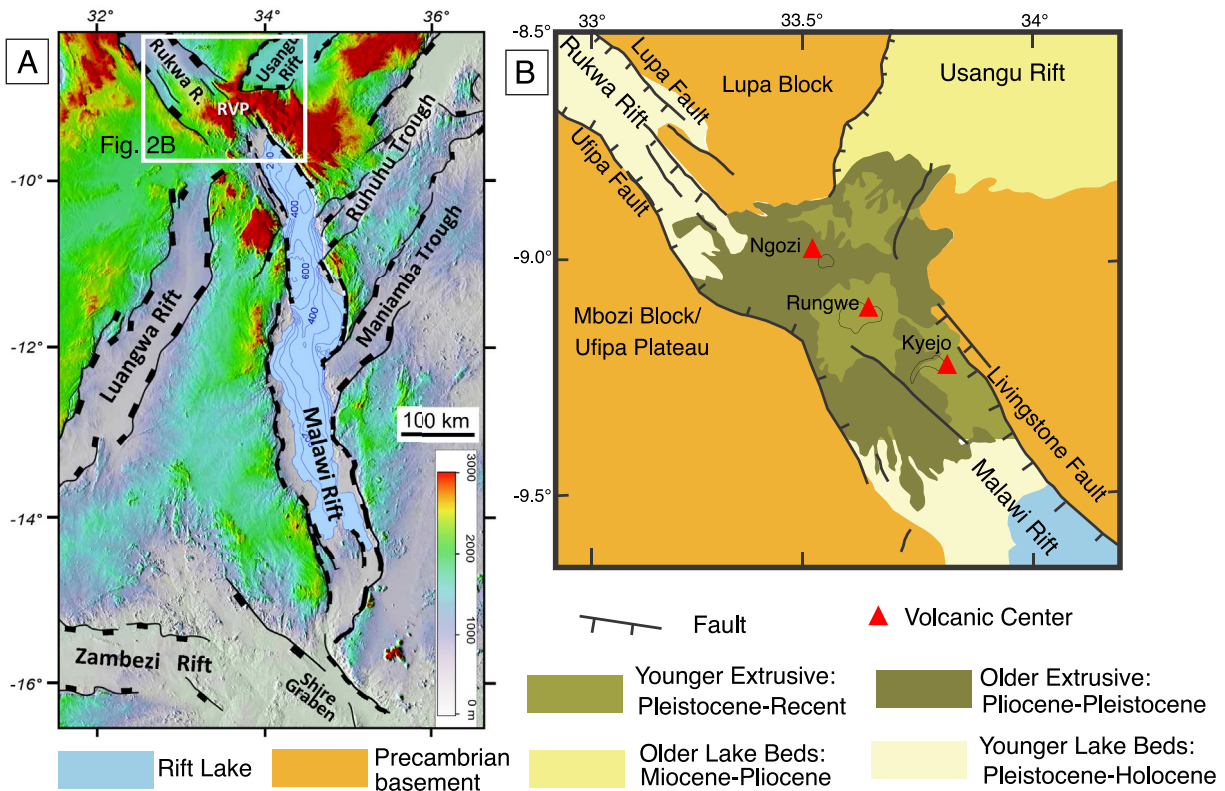 32°
34°
36°
A
-10°
-12°
-14°
-16°
Rukwa R.
Usangu
Rift
RVP
Fig. 2B
Ruhuhu Trough
Maniamba Trough
Luangwa Rift
Malawi Rift
Zambezi Rift
Shire
Graben
400
600
400
100 km
3000
2000
1000
0 m
33°
33.5°
34°
B
-8.5°
-9.0°
-9.5°
Rukwa Rift
Lupa Fault
Lupa Block
Usangu Rift
Ufipa Fault
Ngozi
Rungwe
Kyejo
Mbozi Block/
Ufipa Plateau
Livingstone Fault
Malawi Rift
Fault
Volcanic Center
Younger Extrusive:
Pleistocene-Recent
Older Extrusive:
Pliocene-Pleistocene
Rift Lake
Precambrian
basement
Older Lake Beds:
Miocene-Pliocene
Younger Lake Beds:
Pleistocene-Holocene